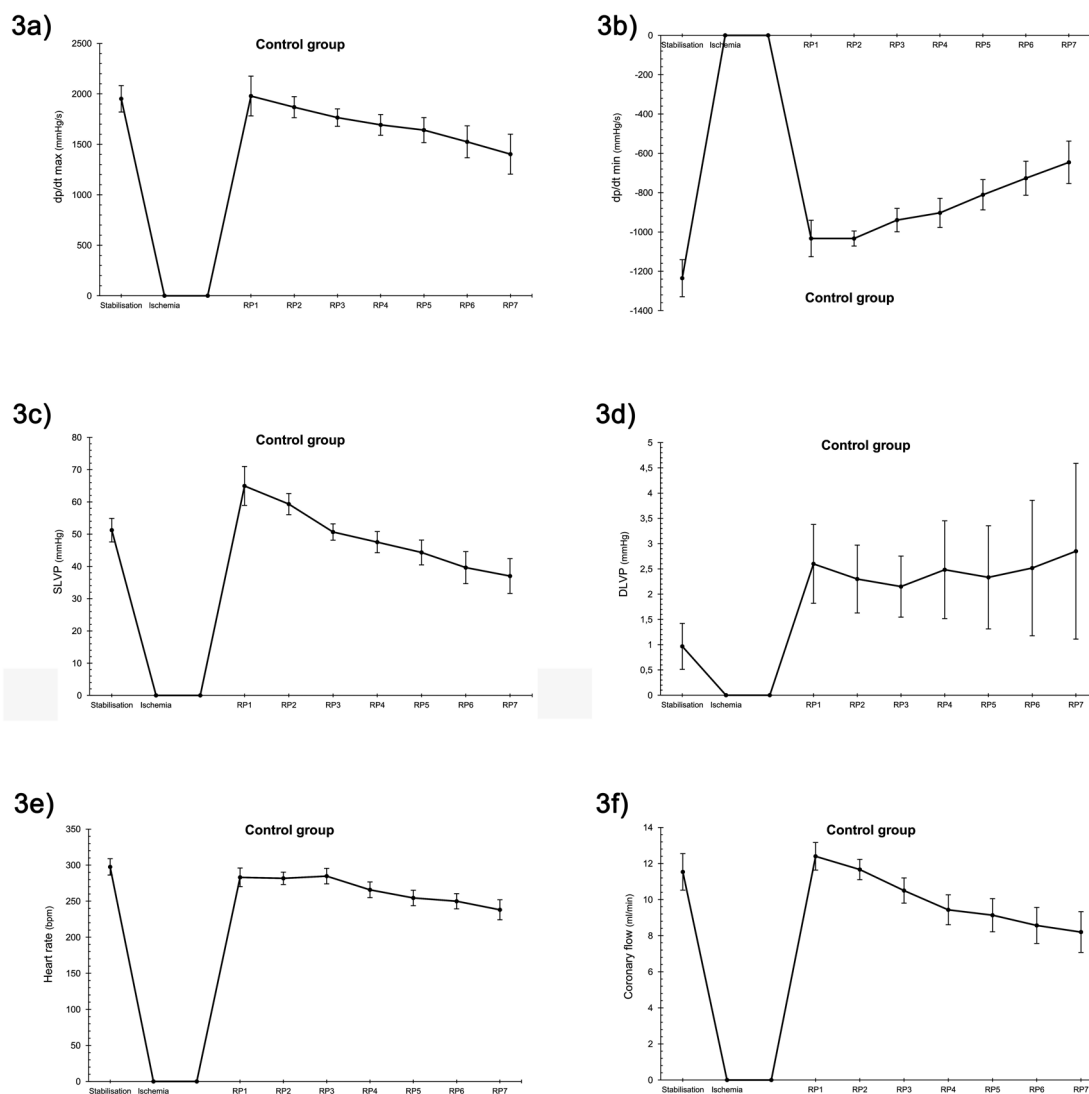 3a)
Control group
dp/dt max (mmHg/s)
2500
2000
1500
1000
500
0
Stabilisation Ischemia RP1 RP2 RP3 RP4 RP5 RP6 RP7
3b)
Stabilisation Ischemia RP1 RP2 RP3 RP4 RP5 RP6 RP7
dp/dt min (mmHg/s)
0
-200
-400
-600
-800
-1000
-1200
-1400
Control group
3c)
Control group
SLVP (mmHg)
80
70
60
50
40
30
20
10
0
Stabilisation Ischemia RP1 RP2 RP3 RP4 RP5 RP6 RP7
3d)
Control group
DLVP (mmHg)
5
4,5
4
3,5
3
2,5
2
1,5
1
0,5
0
Stabilisation Ischemia RP1 RP2 RP3 RP4 RP5 RP6 RP7
3e)
Control group
Heart rate (bpm)
350
300
250
200
150
100
50
0
Stabilisation Ischemia RP1 RP2 RP3 RP4 RP5 RP6 RP7
3f)
Control group
Coronary flow (ml/min)
14
12
10
8
6
4
2
0
Stabilisation Ischemia RP1 RP2 RP3 RP4 RP5 RP6 RP7